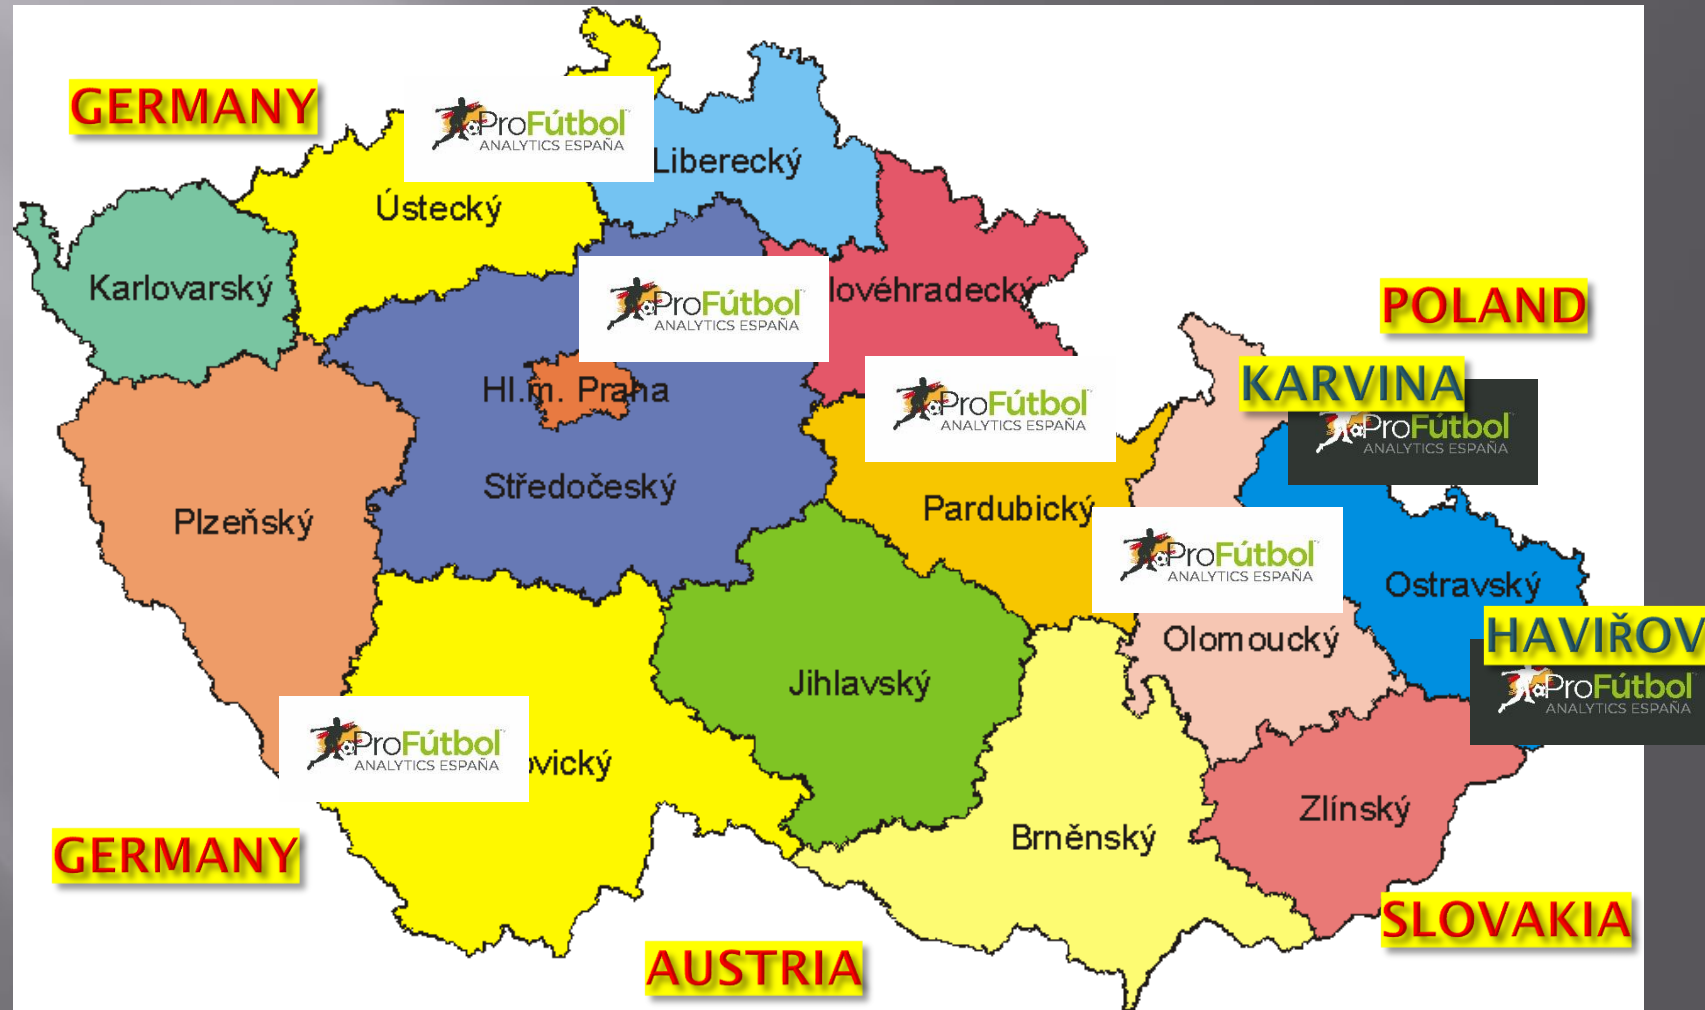 GERMANY
ProFútbol
ANALYTICS ESPAÑA
Liberecký
Ústecký
Karlovarský
ProFútbol
ANALYTICS ESPAÑA
lovéhradecký
POLAND
KARVINA
Hl.m. Praha
ProFútbol
ANALYTICS ESPAÑA
ProFútbol
ANALYTICS ESPAÑA
Středočeský
Plzeňský
Pardubický
ProFútbol
ANALYTICS ESPAÑA
Ostravský
HAVIŘOV
Olomoucký
Jihlavský
ProFútbol
ANALYTICS ESPAÑA
ProFútbol
ANALYTICS ESPAÑA
ovický
Zlínský
Brněnský
GERMANY
SLOVAKIA
AUSTRIA